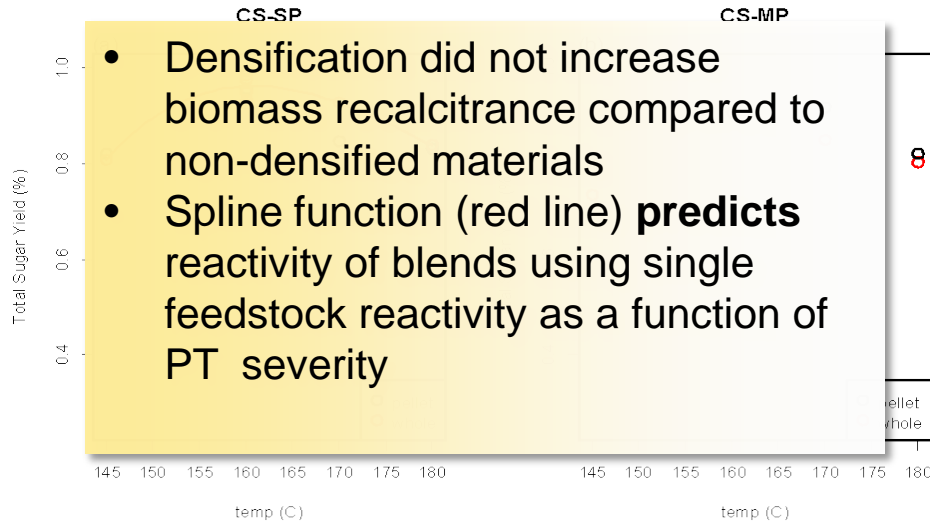 CS-SP
CS-MP
• Densification did not increase
biomass recalcitrance compared to
non-densified materials
• Spline function (red line) predicts
reactivity of blends using single
feedstock reactivity as a function of
PT severity
Total Sugar Yield (%)
1.0
0.8
0.6
0.4
ellet
hole
145 150 155 160 165 170 175 180
145 150 155 160 165 170 175 180
temp (C)
temp (C)